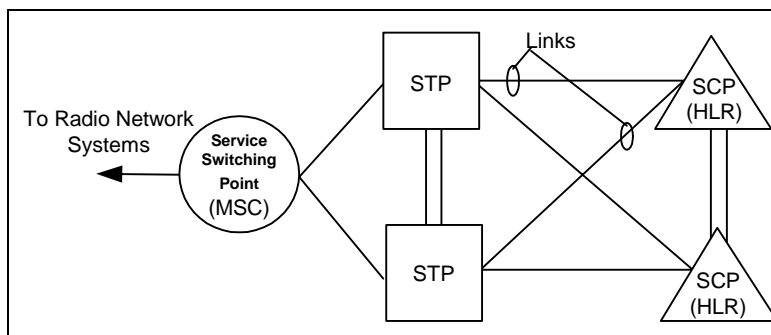 Links
STP
SCP
(HLR)
To Radio Network
Systems
Service
Switching
Point
(MSC)
STP
SCP
(HLR)